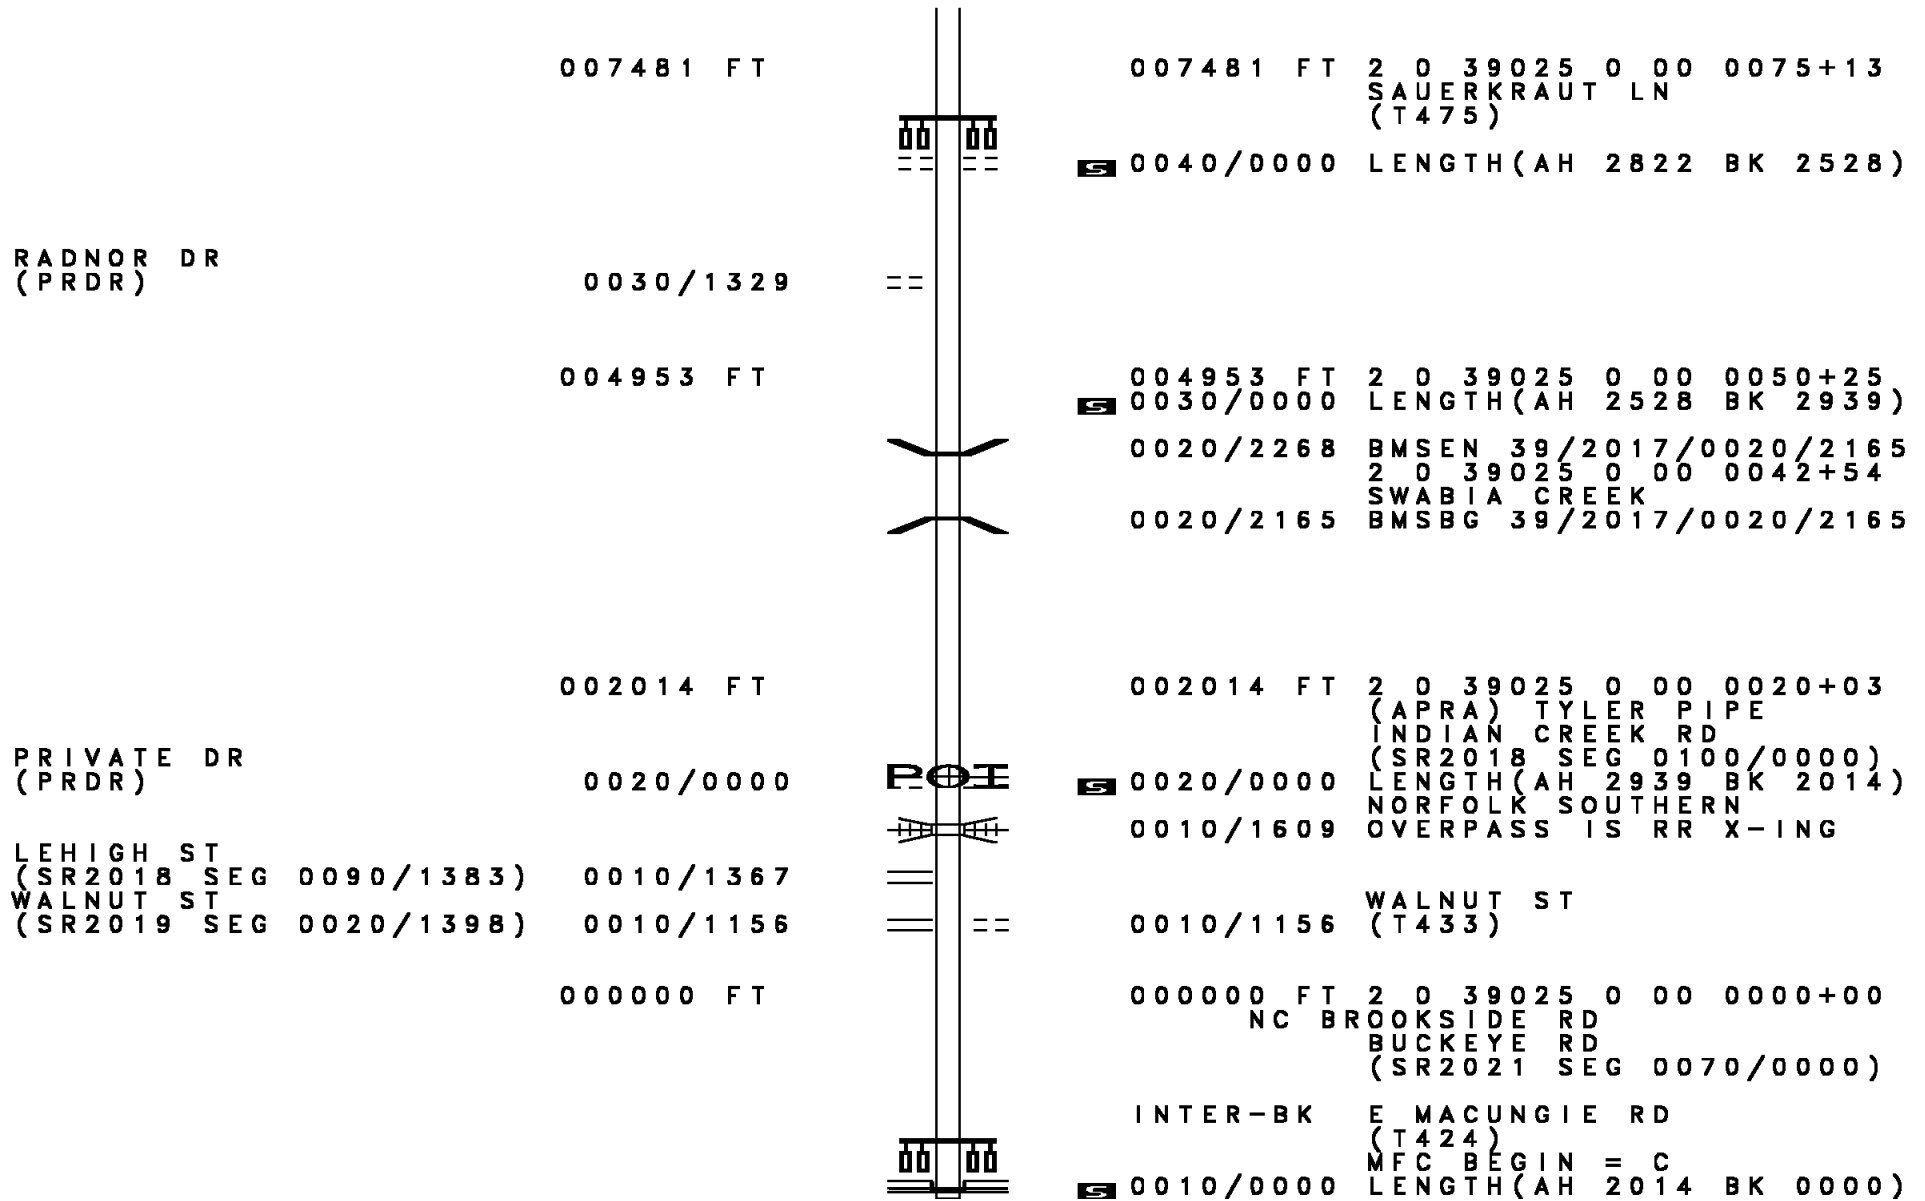 007481 FT 007481 FT 2 0 39025 0 00 0075+13
SAUERKRAUT LN
(T475)
S 0040/0000 LENGTH(AH 2822 BK 2528)
RADNOR DR
(PRDR) 0030/1329
004953 FT 004953 FT 2 0 39025 0 00 0050+25
S 0030/0000 LENGTH(AH 2528 BK 2939)
0020/2268 BMSEN 39/2017/0020/2165
2 0 39025 0 00 0042+54
SWABIA CREEK
0020/2165 BMSBG 39/2017/0020/2165
002014 FT 002014 FT 2 0 39025 0 00 0020+03
(APRA) TYLER PIPE
INDIAN CREEK RD
PRIVATE DR (SR2018 SEG 0100/0000)
(PRDR) 0020/0000 POI S 0020/0000 LENGTH(AH 2939 BK 2014)
NORFOLK SOUTHERN
0010/1609 OVERPASS IS RR X-ING
LEHIGH ST
(SR2018 SEG 0090/1383) 0010/1367
WALNUT ST WALNUT ST
(SR2019 SEG 0020/1398) 0010/1156 0010/1156 (T433)
000000 FT 000000 FT 2 0 39025 0 00 0000+00
NC BROOKSIDE RD
BUCKEYE RD
(SR2021 SEG 0070/0000)
INTER-BK E MACUNGIE RD
(T424)
MFC BEGIN = C
S 0010/0000 LENGTH(AH 2014 BK 0000)